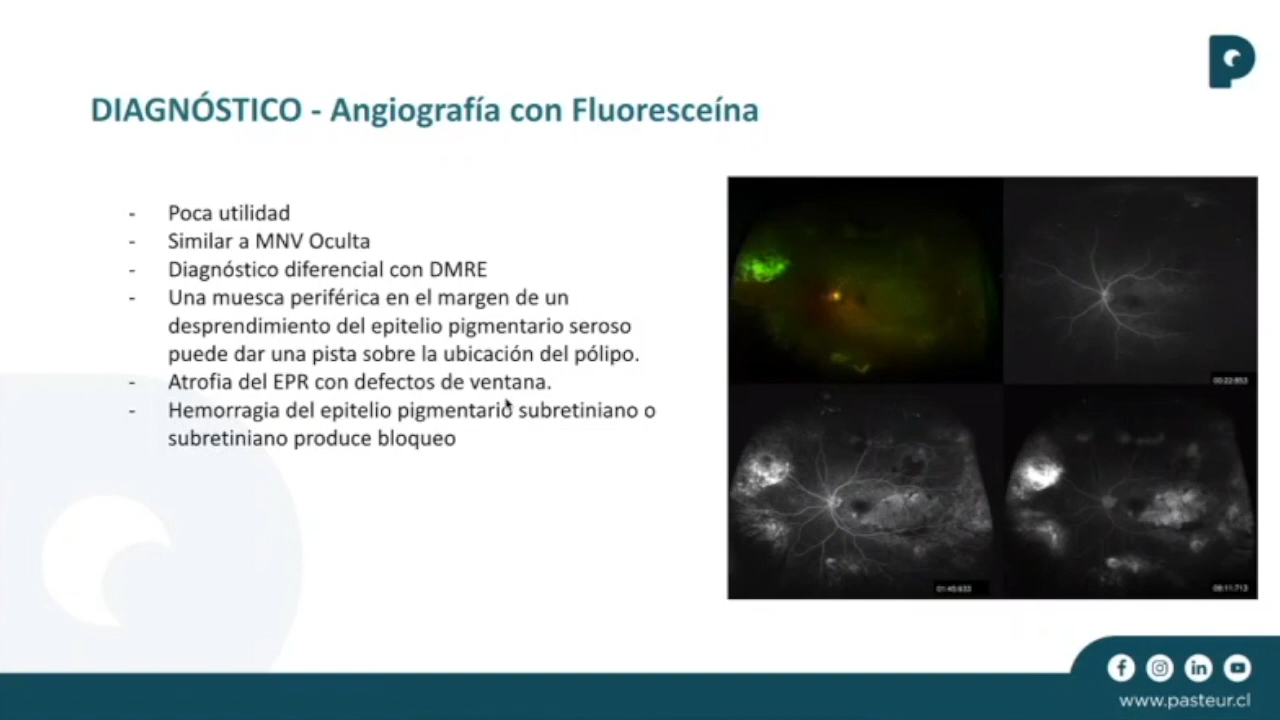 DIAGNÓSTICO - Angiografía con Fluoresceína
- Poca utilidad
- Similar a MNV Oculta
- Diagnóstico diferencial con DMRE
- Una muesca periférica en el margen de un
desprendimiento del epitelio pigmentario seroso
puede dar una pista sobre la ubicación del pólipo.
- Atrofia del EPR con defectos de ventana.
- Hemorragia del epitelio pigmentario subretiniano o
subretiniano produce bloqueo
www.pasteur.cl